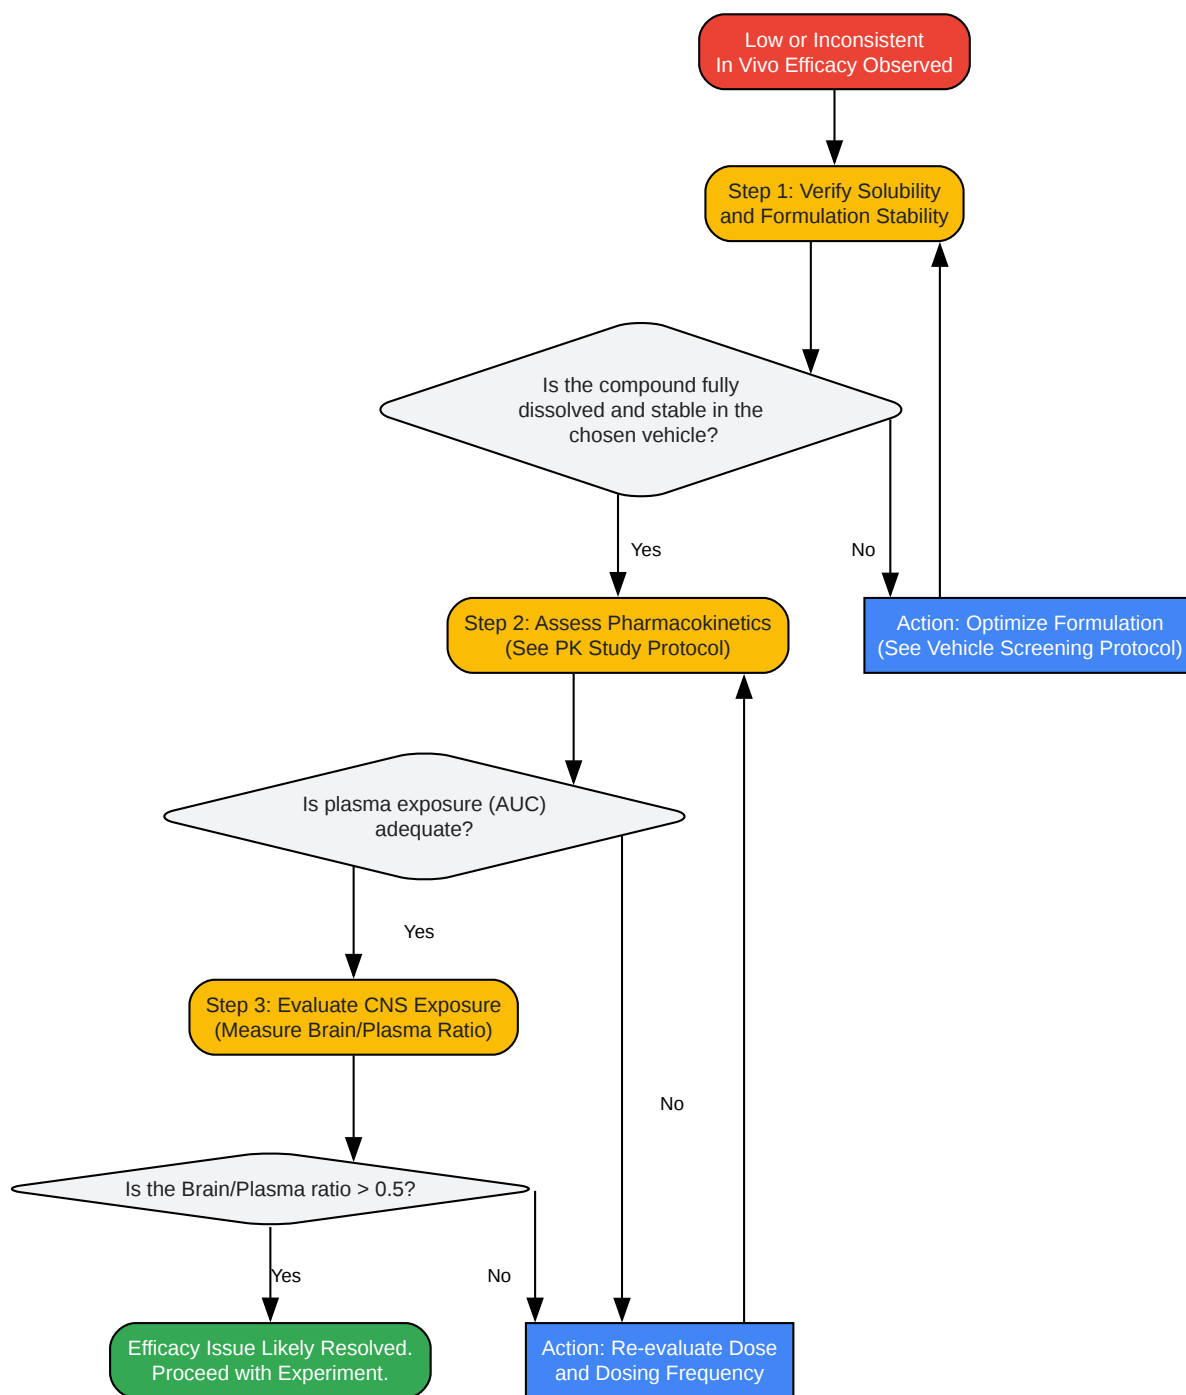 Low or Inconsistent
In Vivo Efficacy Observed
Step 1: Verify Solubility
and Formulation Stability
Is the compound fully
dissolved and stable in the
chosen vehicle?
Yes
No
Step 2: Assess Pharmacokinetics
(See PK Study Protocol)
Action: Optimize Formulation
(See Vehicle Screening Protocol)
Is plasma exposure (AUC)
adequate?
Yes
Step 3: Evaluate CNS Exposure
(Measure Brain/Plasma Ratio)
No
Is the Brain/Plasma ratio > 0.5?
Yes
No
Efficacy Issue Likely Resolved.
Proceed with Experiment.
Action: Re-evaluate Dose
and Dosing Frequency